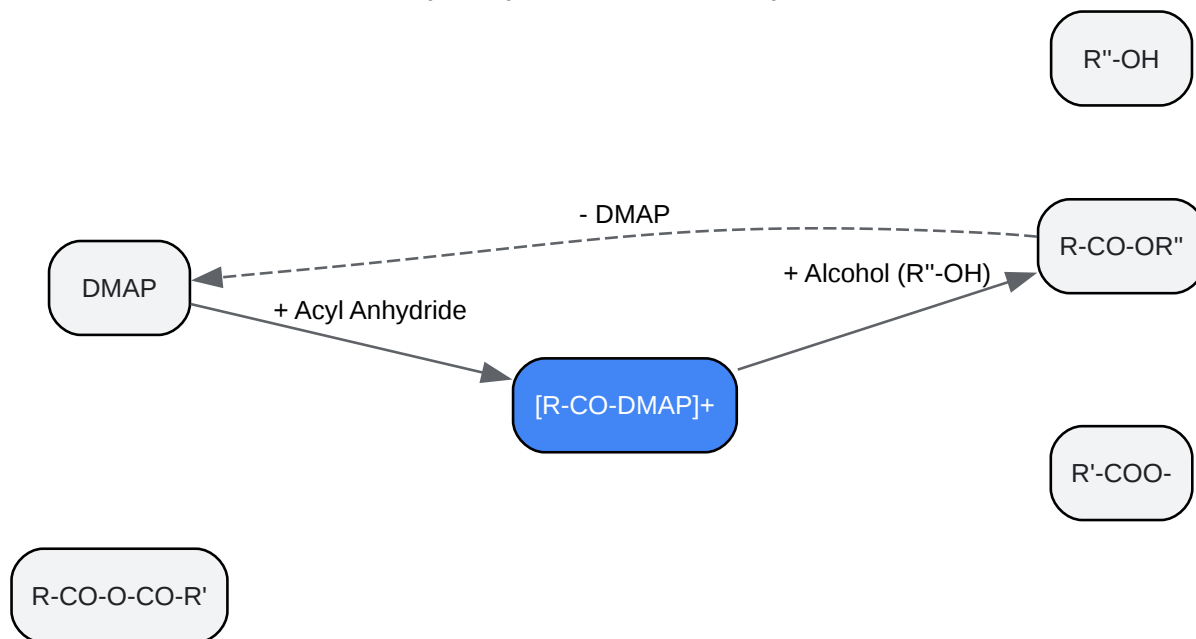 R''-OH
- DMAP
R-CO-OR''
+ Alcohol (R''-OH)
DMAP
+ Acyl Anhydride
[R-CO-DMAP]+
R'-COO-
R-CO-O-CO-R'